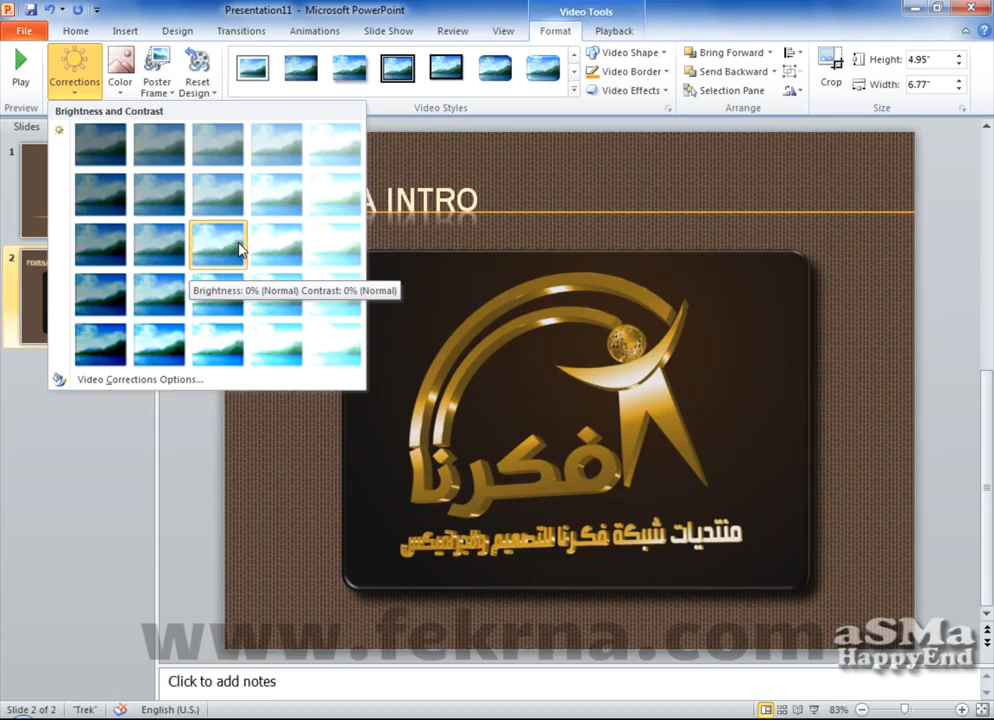 Presentation11 - Microsoft PowerPoint
Video Tools
File
Home
Insert
Design
Transitions
Animations
Slide Show
Review
View
Format
Playback
Play
Corrections
Color
Poster Frame
Reset Design
Video Shape
Video Border
Video Effects
Bring Forward
Send Backward
Selection Pane
Crop
Height: 4.95"
Width: 6.77"
Preview
Video Styles
Arrange
Size
Brightness and Contrast
Brightness: 0% (Normal) Contrast: 0% (Normal)
Video Corrections Options...
Slides
1
2
A INTRO
فكرنا
منتديات شبكة فكرنا للتصميم والجرافيكس
www.fekrna.com
aSMa
HappyEnd
Click to add notes
Slide 2 of 2
"Trek"
English (U.S.)
83%